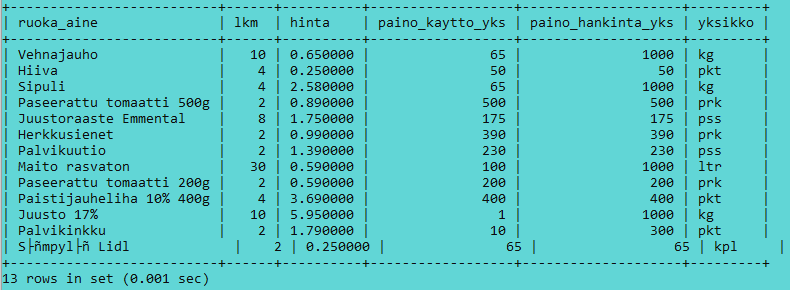 +--------------------------+-----+----------+------------------+--------------------+---------+
| ruoka_aine | lkm | hinta | paino_kaytto_yks | paino_hankinta_yks | yksikko |
+--------------------------+-----+----------+------------------+--------------------+---------+
| Vehnajauho | 10 | 0.650000 | 65 | 1000 | kg |
| Hiiva | 4 | 0.250000 | 50 | 50 | pkt |
| Sipuli | 4 | 2.580000 | 65 | 1000 | kg |
| Paseerattu tomaatti 500g | 2 | 0.890000 | 500 | 500 | prk |
| Juustoraaste Emmental | 8 | 1.750000 | 175 | 175 | pss |
| Herkkusienet | 2 | 0.990000 | 390 | 390 | prk |
| Palvikuutio | 2 | 1.390000 | 230 | 230 | pss |
| Maito rasvaton | 30 | 0.590000 | 100 | 1000 | ltr |
| Paseerattu tomaatti 200g | 2 | 0.590000 | 200 | 200 | prk |
| Paistijauheliha 10% 400g | 4 | 3.690000 | 400 | 400 | pkt |
| Juusto 17% | 10 | 5.950000 | 1 | 1000 | kg |
| Palvikinkku | 2 | 1.790000 | 10 | 300 | pkt |
| S├ñmpyl├ñ Lidl | 2 | 0.250000 | 65 | 65 | kpl |
+--------------------------+-----+----------+------------------+--------------------+---------+
13 rows in set (0.001 sec)